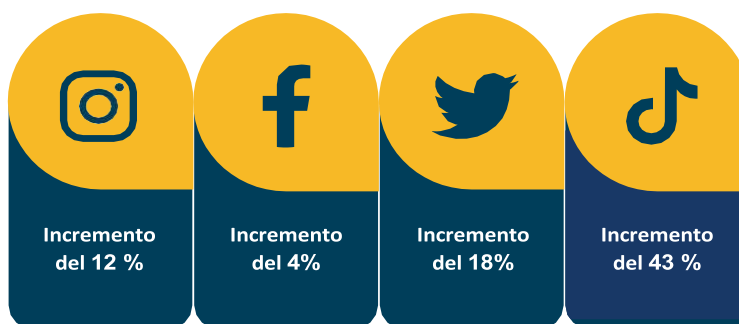 Incremento
del 12 %
Incremento
del 4%
Incremento
del 18%
Incremento
del 43 %